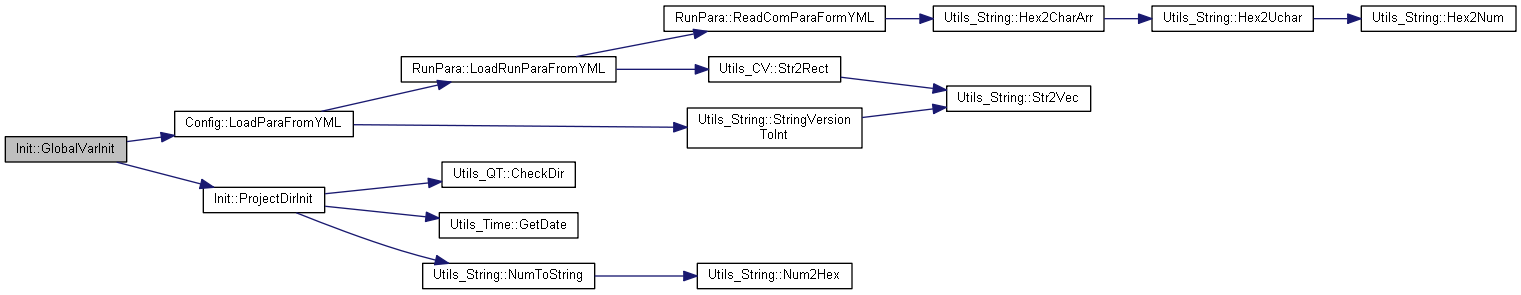 RunPara::ReadComParaFormYML
Utils_String::Hex2CharArr
Utils_String::Hex2Uchar
Utils_String::Hex2Num
RunPara::LoadRunParaFromYML
Utils_CV::Str2Rect
Utils_String::Str2Vec
Config::LoadParaFromYML
Utils_String::StringVersion
ToInt
Init::GlobalVarInit
Utils_QT::CheckDir
Init::ProjectDirInit
Utils_Time::GetDate
Utils_String::NumToString
Utils_String::Num2Hex